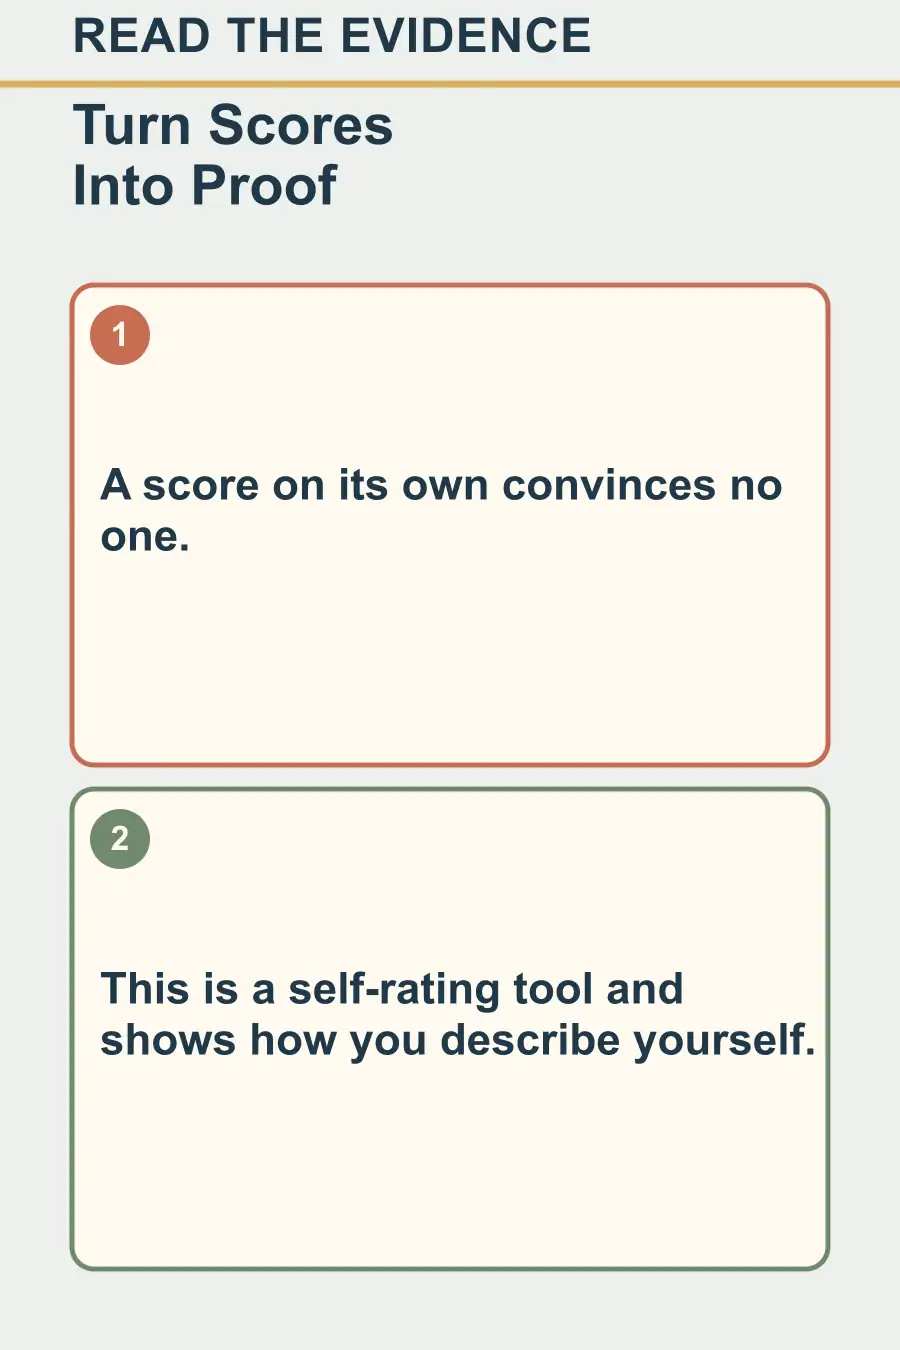 READ THE EVIDENCE
Turn Scores
Into Proof
1
A score on its own convinces no
one.
2
This is a self-rating tool and
shows how you describe yourself.